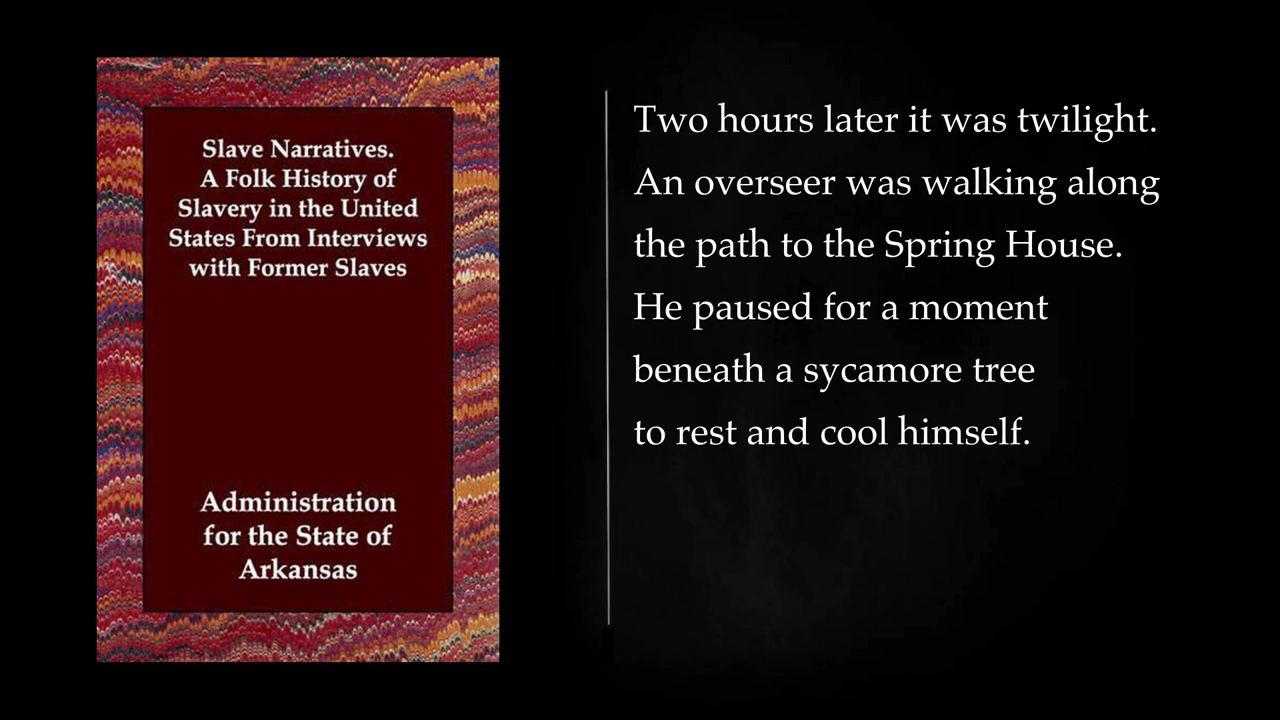 Slave Narratives.
A Folk History of
Slavery in the United
States From Interviews
with Former Slaves
Administration
for the State of
Arkansas
Two hours later it was twilight.
An overseer was walking along
the path to the Spring House.
He paused for a moment
beneath a sycamore tree
to rest and cool himself.